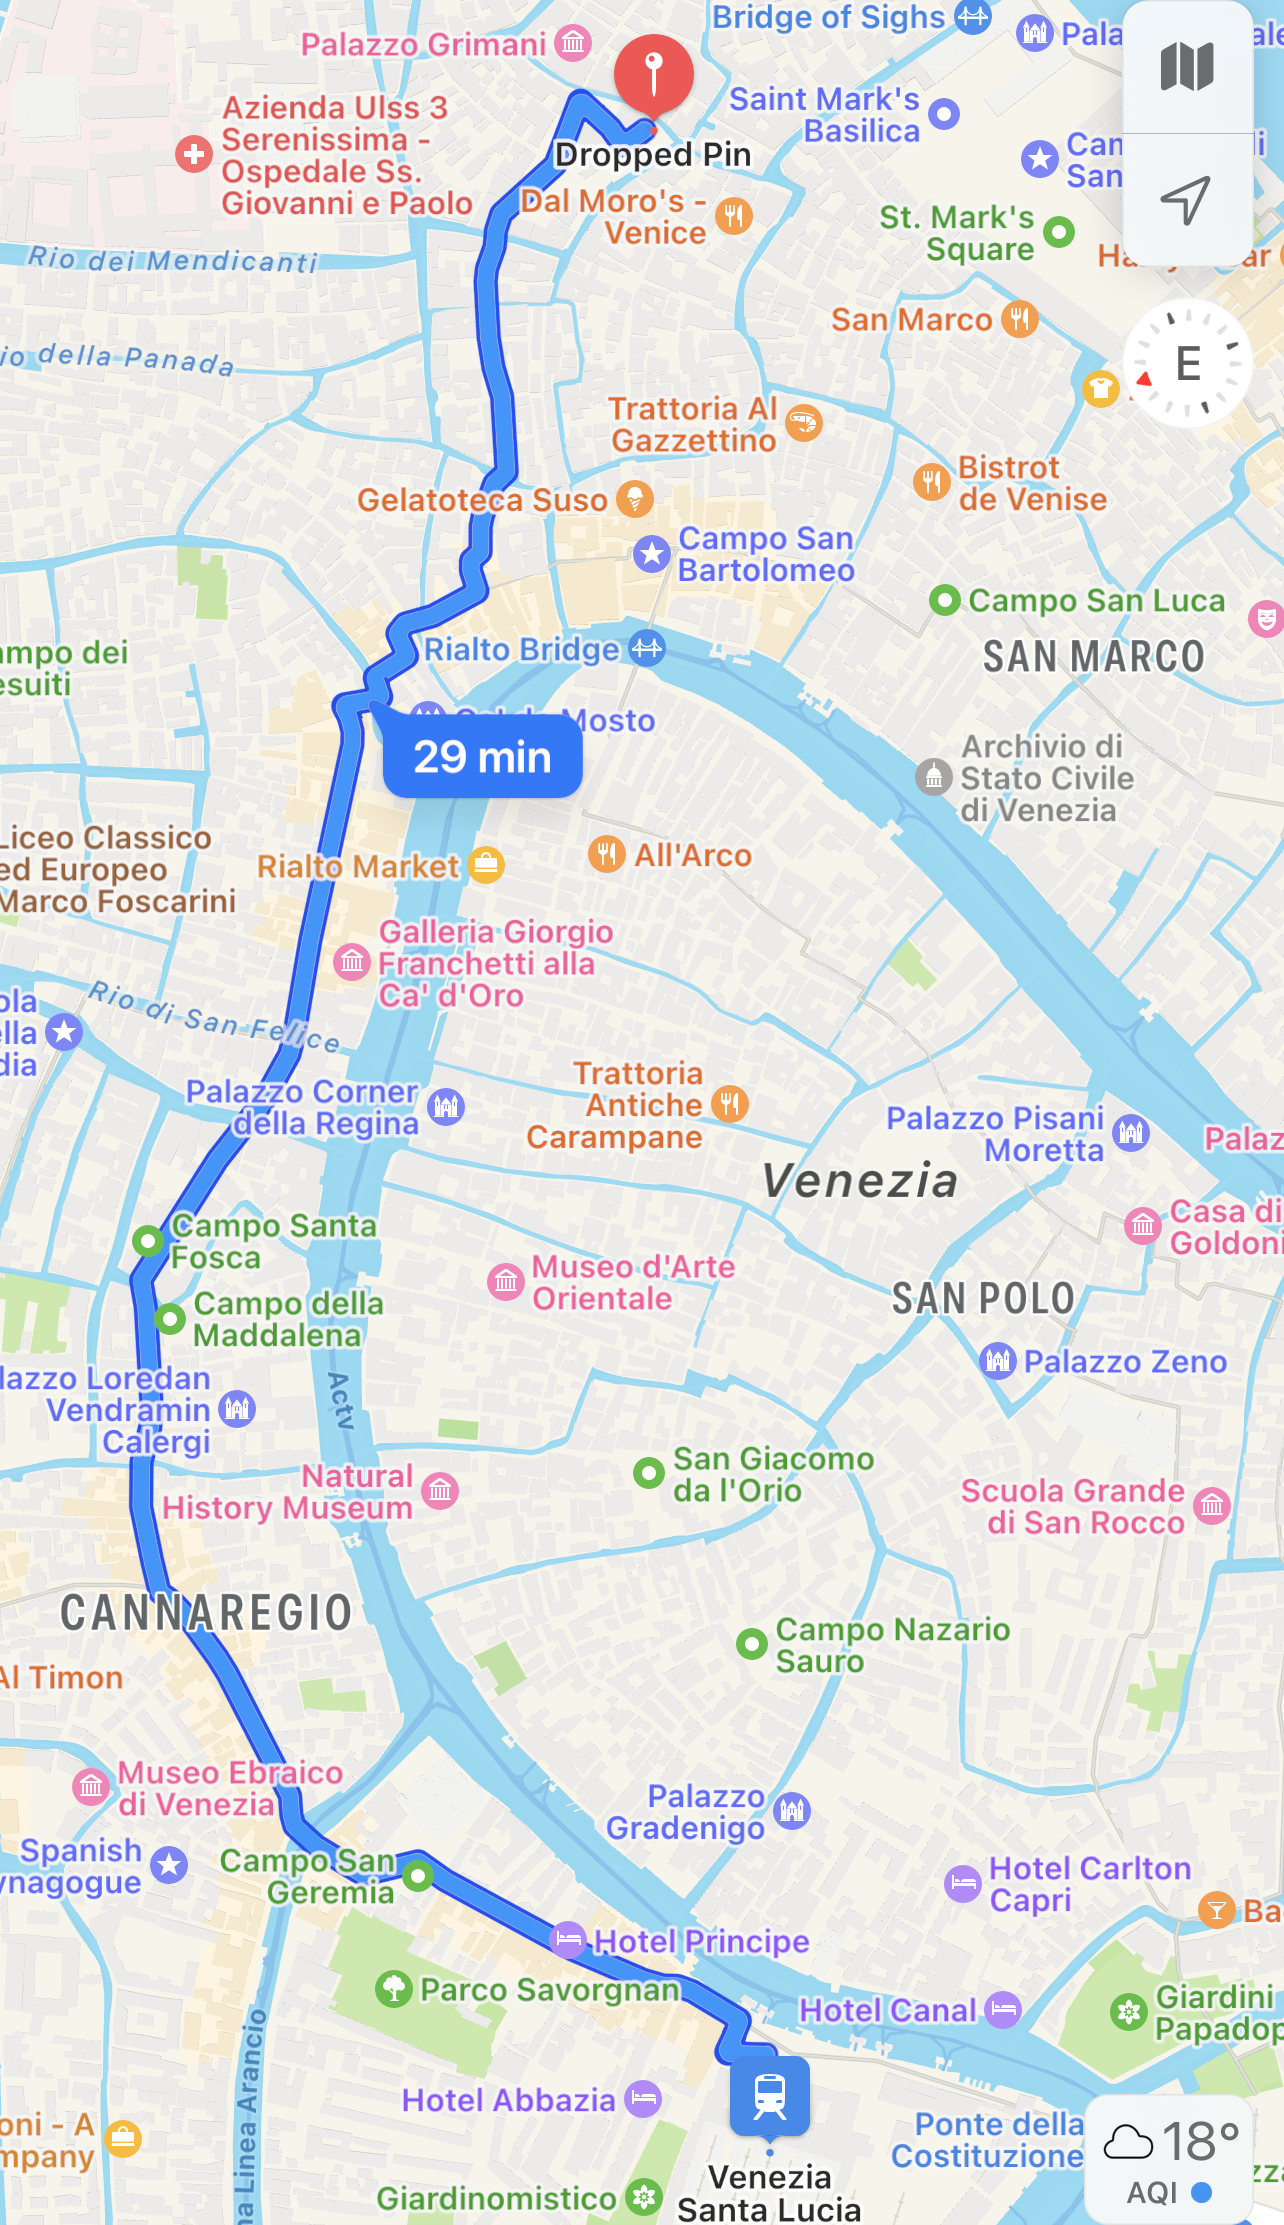 Bridge of Sighs
Palazzo Grimani
Saint Mark's
Basilica
Azienda Ulss 3
Serenissima -
Ospedale Ss.
Giovanni e Paolo
Dropped Pin
Dal Moro's -
Venice
St. Mark's
Square
Rio dei Mendicanti
San Marco
E
io della Panada
Trattoria Al
Gazzettino
Gelatoteca Suso
Bistrot
de Venise
Campo San
Bartolomeo
Campo San Luca
Rialto Bridge
SAN MARCO
ampo dei
esuiti
Mosto
29 min
Archivio di
Stato Civile
di Venezia
Liceo Classico
ed Europeo
Marco Foscarini
Rialto Market
All'Arco
Galleria Giorgio
Franchetti alla
Ca' d'Oro
Rio di San Felice
ola
ella
dia
Palazzo Corner
della Regina
Trattoria
Antiche
Carampane
Palazzo Pisani
Moretta
Palaz
Venezia
Casa di
Goldoni
Campo Santa
Fosca
Museo d'Arte
Orientale
Campo della
Maddalena
SAN POLO
lazzo Loredan
Vendramin
Calergi
Palazzo Zeno
Actv
Natural
History Museum
San Giacomo
da l'Orio
Scuola Grande
di San Rocco
CANNAREGIO
Campo Nazario
Sauro
Al Timon
Museo Ebraico
di Venezia
Palazzo
Gradenigo
Spanish
ynagogue
Campo San
Geremia
Hotel Carlton
Capri
Ba
Hotel Principe
Parco Savorgnan
Hotel Canal
Giardini
Papadop
na Linea Arancio
Hotel Abbazia
oni - A
mpany
Ponte della
Costituzione
18°
AQI
Venezia
Santa Lucia
Giardinomistico